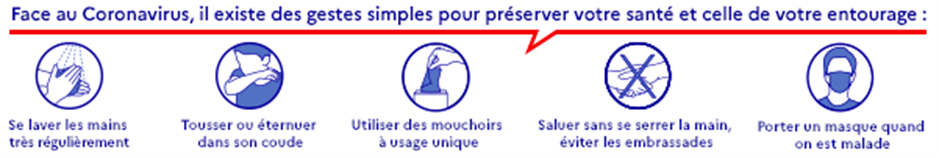 Face au Coronavirus, il existe des gestes simples pour préserver votre santé et celle de votre entourage :
Se laver les mains
très régulièrement
Tousser ou éternuer
dans son coude
Utiliser des mouchoirs
à usage unique
Saluer sans se serrer la main,
éviter les embrassades
Porter un masque quand
on est malade